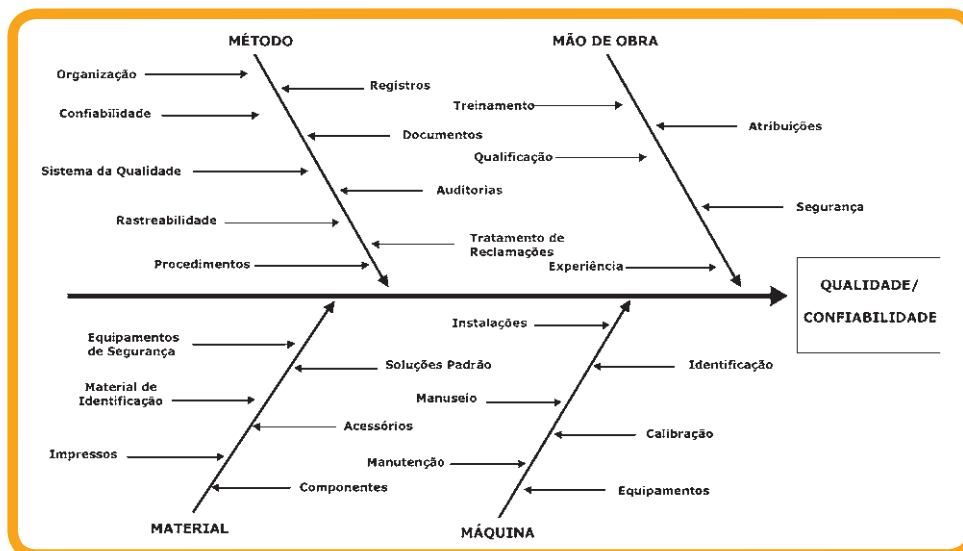 MÉTODO
MÃO DE OBRA
Organização
Registros
Confiabilidade
Treinamento
Documentos
Atribuições
Qualificação
Sistema da Qualidade
Auditorias
Segurança
Rastreabilidade
Tratamento de
Reclamações
Procedimentos
Experiência
QUALIDADE/
CONFIABILIDADE
Instalações
Equipamentos
de Segurança
Soluções Padrão
Identificação
Material de
Identificação
Manuseio
Acessórios
Calibração
Impressos
Manutenção
Componentes
Equipamentos
MATERIAL
MÁQUINA